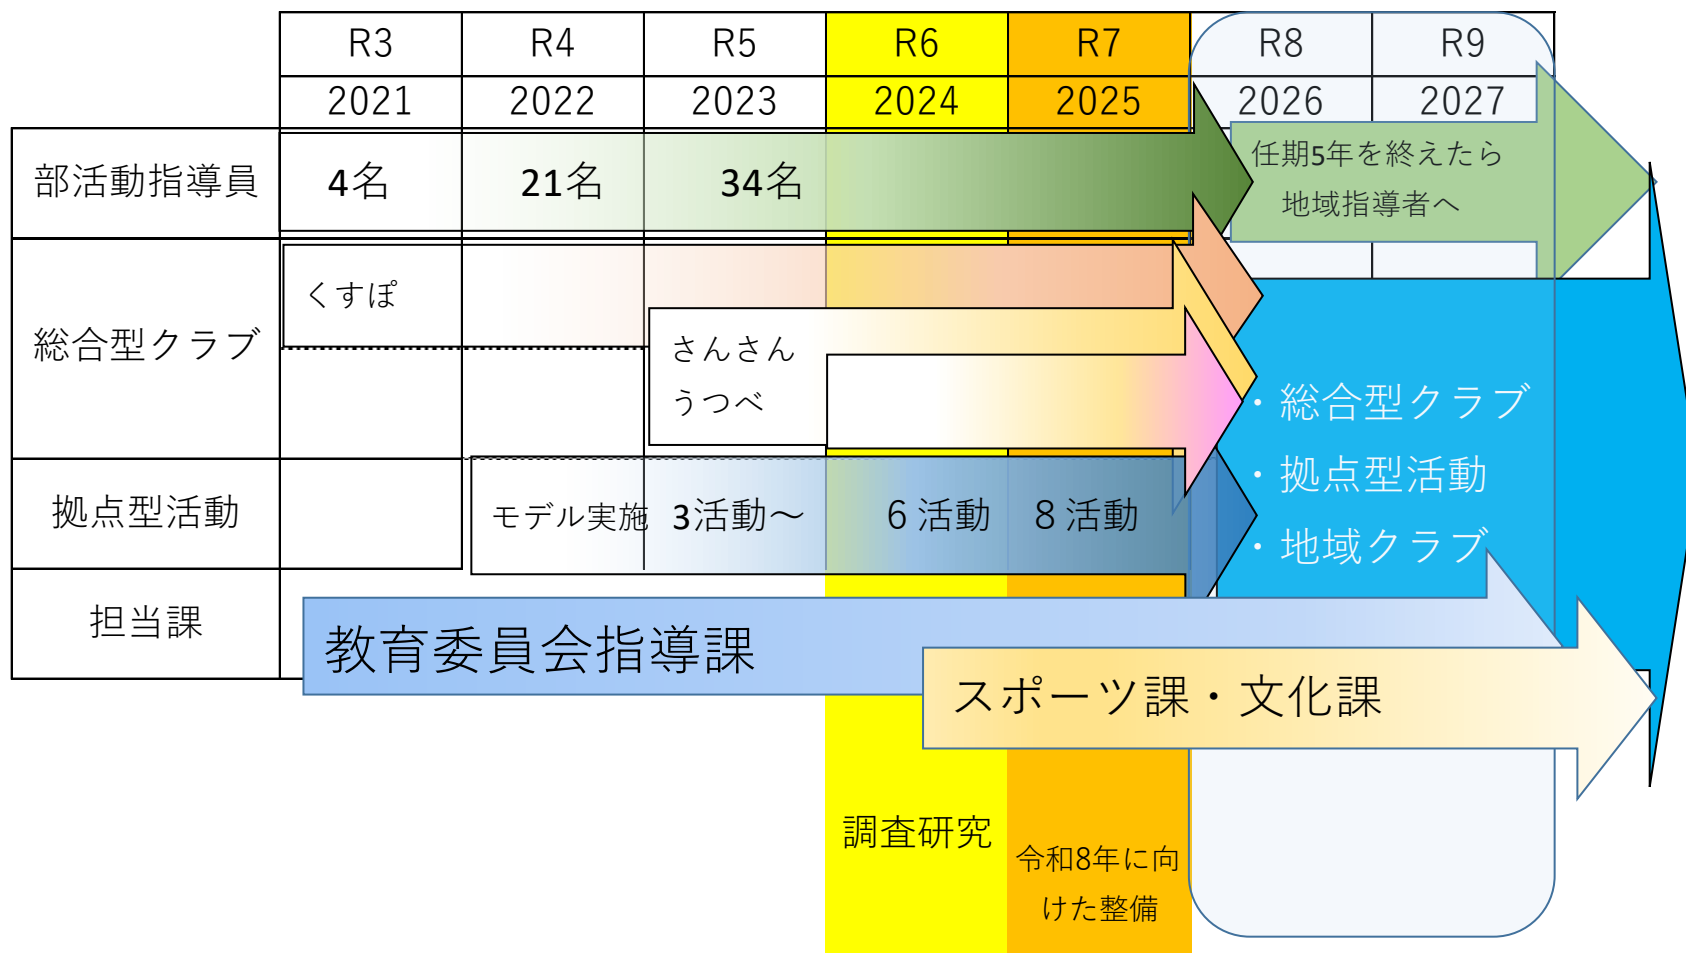 R3 R4 R5 R6 R7 R8 R9
2021 2022 2023 2024 2025 2026 2027
部活動指導員 4名 21名 34名
任期5年を終えたら
地域指導者へ
総合型クラブ
くすぽ
さんさん
うつべ
・総合型クラブ
・拠点型活動
・地域クラブ
拠点型活動 モデル実施 3活動～ 6活動 8活動
担当課
教育委員会指導課
スポーツ課・文化課
調査研究
令和8年に向
けた整備